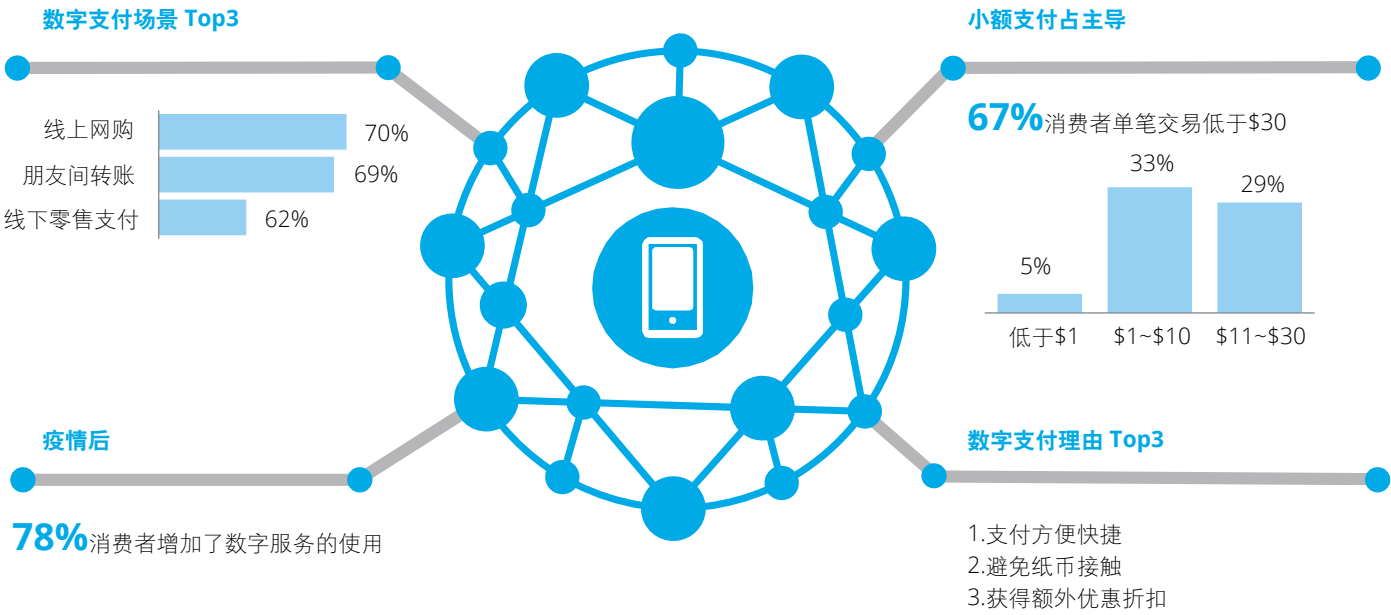 数字支付场景 Top3
线上网购 70%
朋友间转账 69%
线下零售支付 62%
小额支付占主导
67%消费者单笔交易低于$30
5% 33% 29%
低于$1 $1~$10 $11~$30
疫情后
78%消费者增加了数字服务的使用
数字支付理由 Top3
1.支付方便快捷
2.避免纸币接触
3.获得额外优惠折扣